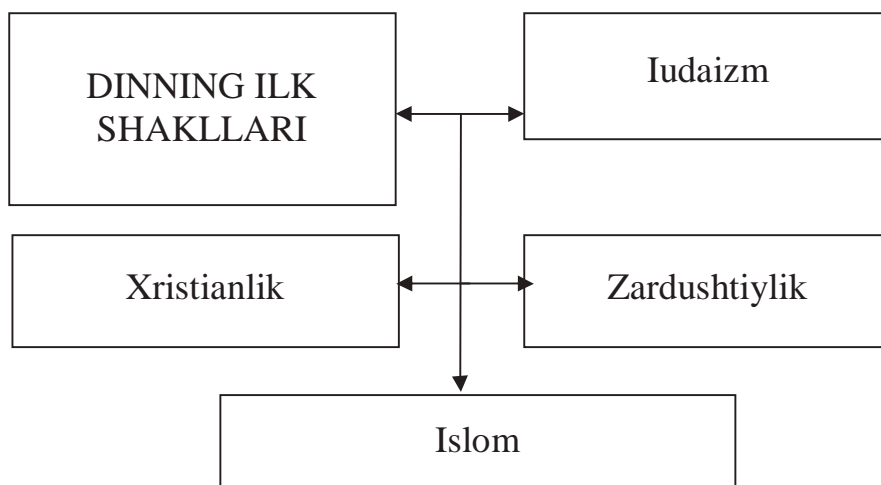 DINNING ILK
SHAKLLARI
Iudaizm
Xristianlik
Zardushtiylik
Islom